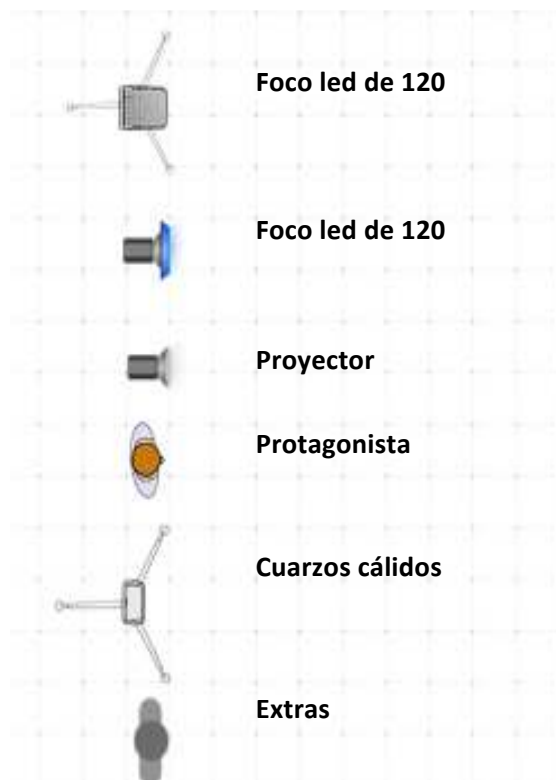 Foco led de 120
Foco led de 120
Proyector
Protagonista
Cuarzos cálidos
Extras